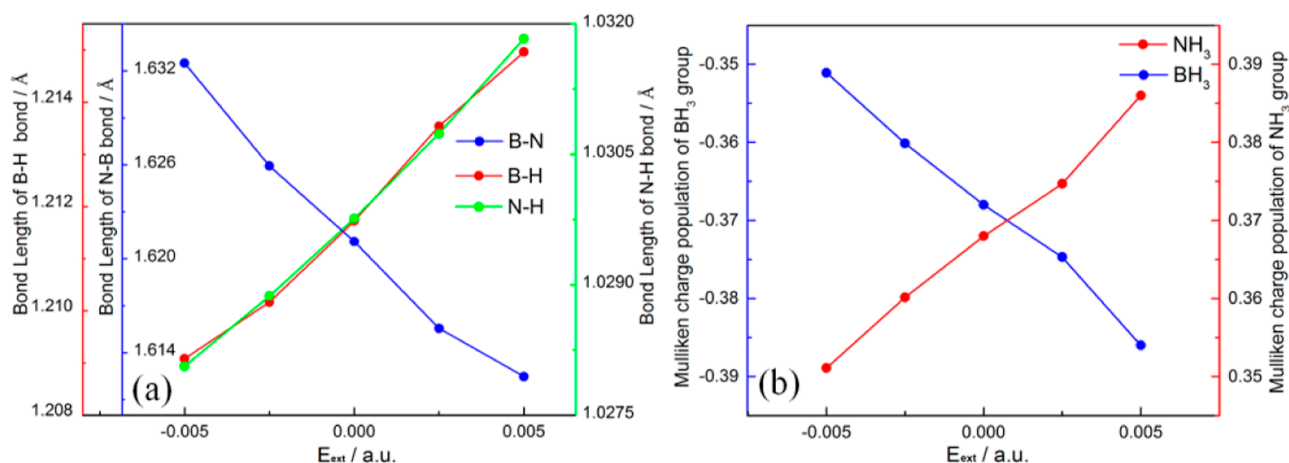 Bond Length of B-H bond / Å
1.214
1.212
1.210
1.208
Bond Length of N-B bond / Å
1.632
1.626
1.620
1.614
B-N
B-H
N-H
(a)
-0.005
0.000
0.005
Eext / a.u.
1.0320
1.0305
1.0290
1.0275
Bond Length of N-H bond / Å
Mulliken charge population of BH3 group
-0.35
-0.36
-0.37
-0.38
-0.39
NH3
BH3
(b)
-0.005
0.000
0.005
Eext / a.u.
0.39
0.38
0.37
0.36
0.35
Mulliken charge population of NH3 group